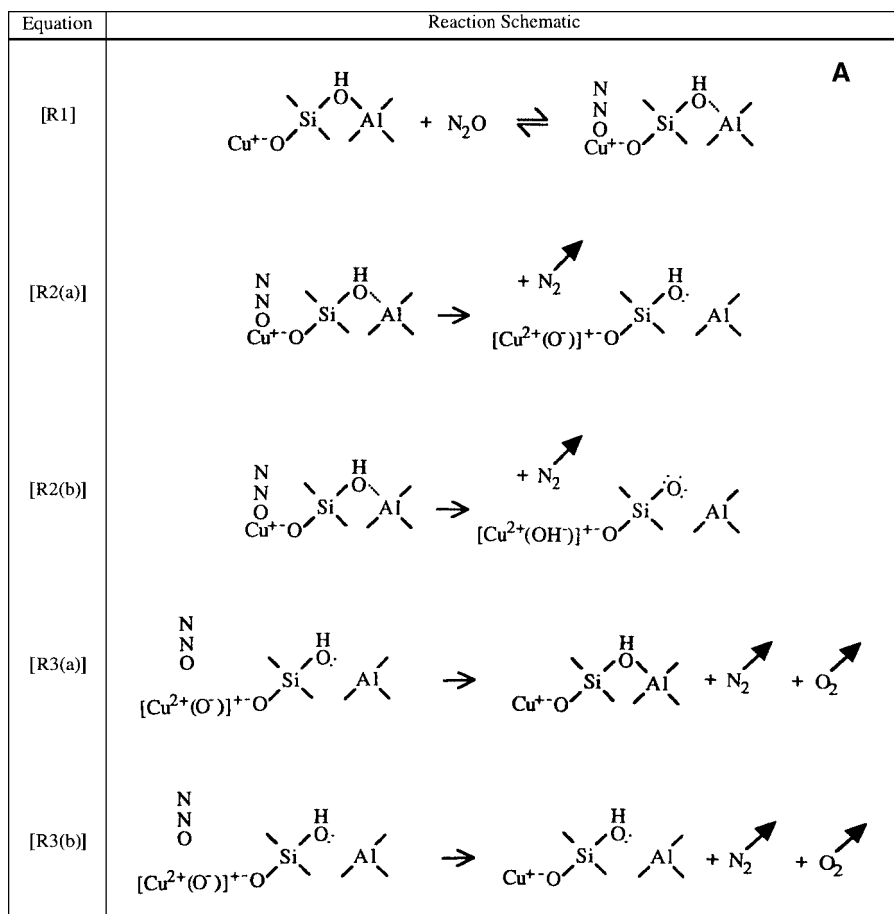 Equation Reaction Schematic
A
[R1]
H
O
Si Al
Cu⁺⁻O
+ N₂O ⇌
N
N
O
Cu⁺⁻O
H
O
Si Al
[R2(a)]
N
N
O
Cu⁺⁻O
H
O
Si Al
→
+ N₂
H
O
Si Al
[Cu²⁺(O⁻)]⁺⁻O
[R2(b)]
N
N
O
Cu⁺⁻O
H
O
Si Al
→
+ N₂
O
Si Al
[Cu²⁺(OH⁻)]⁺⁻O
[R3(a)]
N
N
O
H
O
Si Al
[Cu²⁺(O⁻)]⁺⁻O
→
H
O
Si Al
Cu⁺⁻O
+ N₂ + O₂
[R3(b)]
N
N
O
H
O
Si Al
[Cu²⁺(O⁻)]⁺⁻O
→
H
O
Si Al
Cu⁺⁻O
+ N₂ + O₂